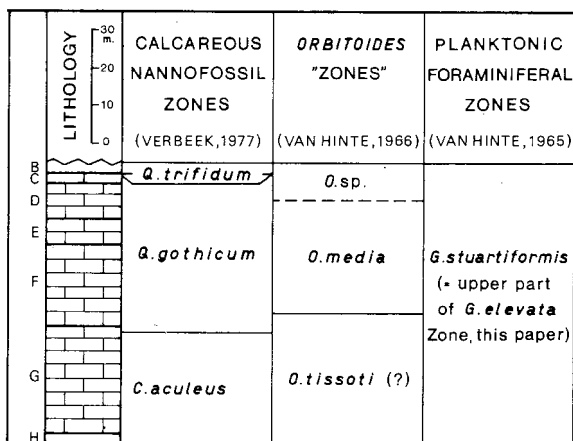 LITHOLOGY
30
m.
20
10
0
CALCAREOUS
NANNOFOSSIL
ZONES
(VERBEEK, 1977)
ORBITOIDES
"ZONES"
(VAN HINTE, 1966)
PLANKTONIC
FORAMINIFERAL
ZONES
(VAN HINTE, 1965)
B
C
D
E
F
G
H
Q. trifidum
Q. gothicum
C. aculeus
O. sp.
O. media
O. tissoti (?)
G. stuartiformis
(= upper part
of G. elevata
Zone, this paper)